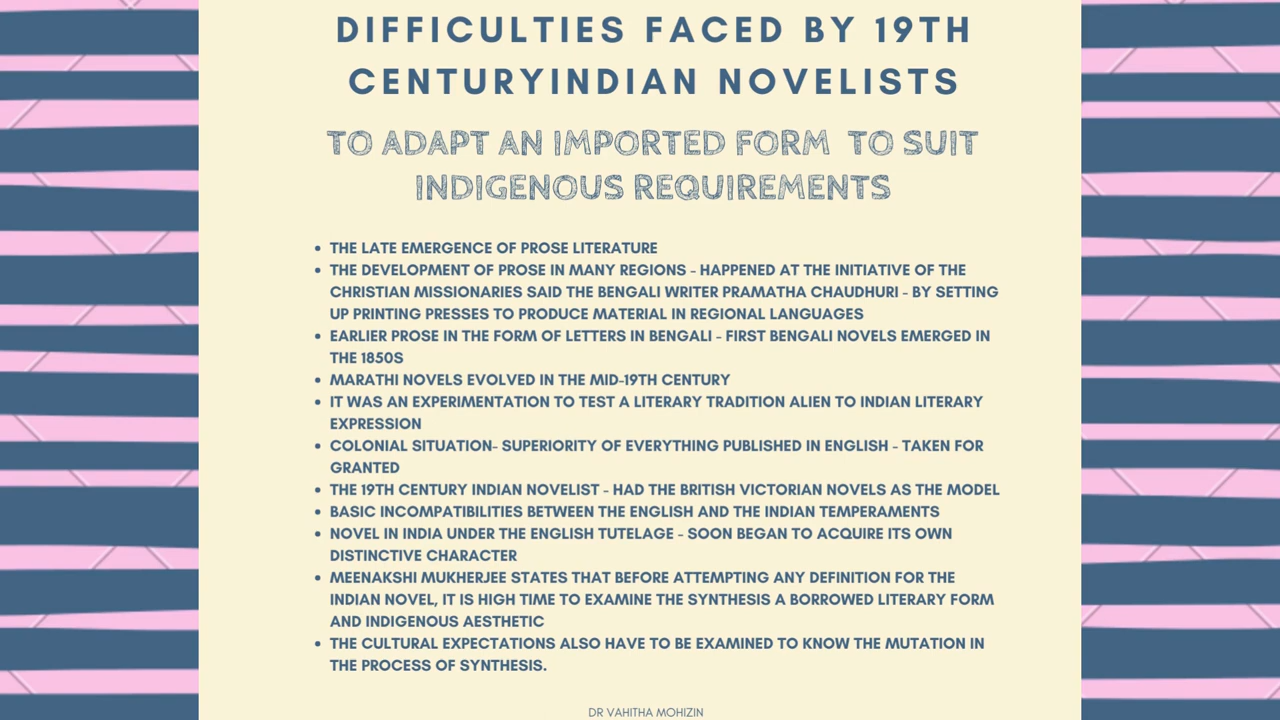 DIFFICULTIES FACED BY 19TH
CENTURYINDIAN NOVELISTS
TO ADAPT AN IMPORTED FORM TO SUIT
INDIGENOUS REQUIREMENTS
• THE LATE EMERGENCE OF PROSE LITERATURE
• THE DEVELOPMENT OF PROSE IN MANY REGIONS - HAPPENED AT THE INITIATIVE OF THE
CHRISTIAN MISSIONARIES SAID THE BENGALI WRITER PRAMATHA CHAUDHURI - BY SETTING
UP PRINTING PRESSES TO PRODUCE MATERIAL IN REGIONAL LANGUAGES
• EARLIER PROSE IN THE FORM OF LETTERS IN BENGALI - FIRST BENGALI NOVELS EMERGED IN
THE 1850S
• MARATHI NOVELS EVOLVED IN THE MID-19TH CENTURY
• IT WAS AN EXPERIMENTATION TO TEST A LITERARY TRADITION ALIEN TO INDIAN LITERARY
EXPRESSION
• COLONIAL SITUATION- SUPERIORITY OF EVERYTHING PUBLISHED IN ENGLISH - TAKEN FOR
GRANTED
• THE 19TH CENTURY INDIAN NOVELIST - HAD THE BRITISH VICTORIAN NOVELS AS THE MODEL
• BASIC INCOMPATIBILITIES BETWEEN THE ENGLISH AND THE INDIAN TEMPERAMENTS
• NOVEL IN INDIA UNDER THE ENGLISH TUTELAGE - SOON BEGAN TO ACQUIRE ITS OWN
DISTINCTIVE CHARACTER
• MEENAKSHI MUKHERJEE STATES THAT BEFORE ATTEMPTING ANY DEFINITION FOR THE
INDIAN NOVEL, IT IS HIGH TIME TO EXAMINE THE SYNTHESIS A BORROWED LITERARY FORM
AND INDIGENOUS AESTHETIC
• THE CULTURAL EXPECTATIONS ALSO HAVE TO BE EXAMINED TO KNOW THE MUTATION IN
THE PROCESS OF SYNTHESIS.
DR VAHITHA MOHIZIN